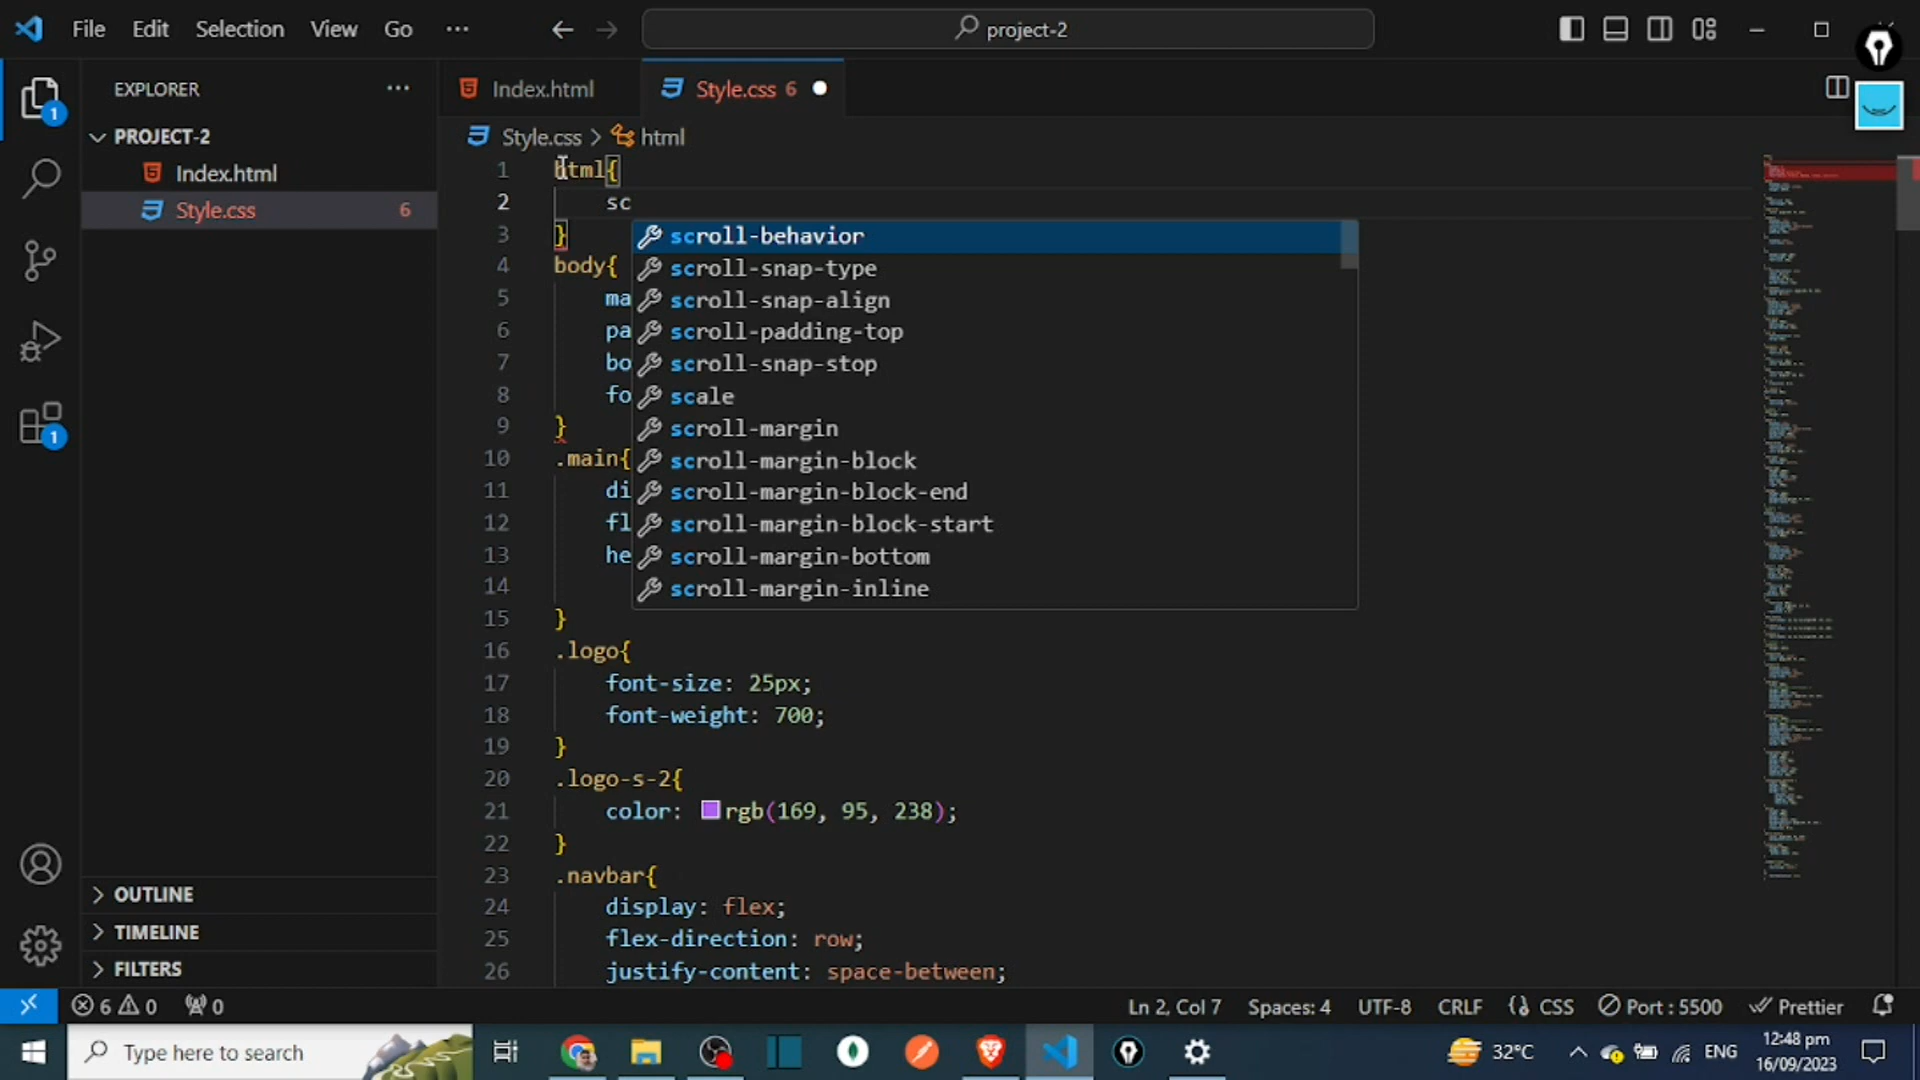 File Edit Selection View Go ··· project-2
EXPLORER ···
PROJECT-2
Index.html
Style.css 6
OUTLINE
TIMELINE
FILTERS
1
1
Index.html Style.css 6
Style.css > html
1 html{
2 sc
3 }
4 body{
5 ma
6 pa
7 bo
8 fo
9 }
10 .main{
11 di
12 fl
13 he
14
15 }
16 .logo{
17 font-size: 25px;
18 font-weight: 700;
19 }
20 .logo-s-2{
21 color: rgb(169, 95, 238);
22 }
23 .navbar{
24 display: flex;
25 flex-direction: row;
26 justify-content: space-between;
scroll-behavior
scroll-snap-type
scroll-snap-align
scroll-padding-top
scroll-snap-stop
scale
scroll-margin
scroll-margin-block
scroll-margin-block-end
scroll-margin-block-start
scroll-margin-bottom
scroll-margin-inline
6 0 0 Ln 2, Col 7 Spaces: 4 UTF-8 CRLF CSS Port : 5500 Prettier
Type here to search 32°C ENG 12:48 pm
16/09/2023